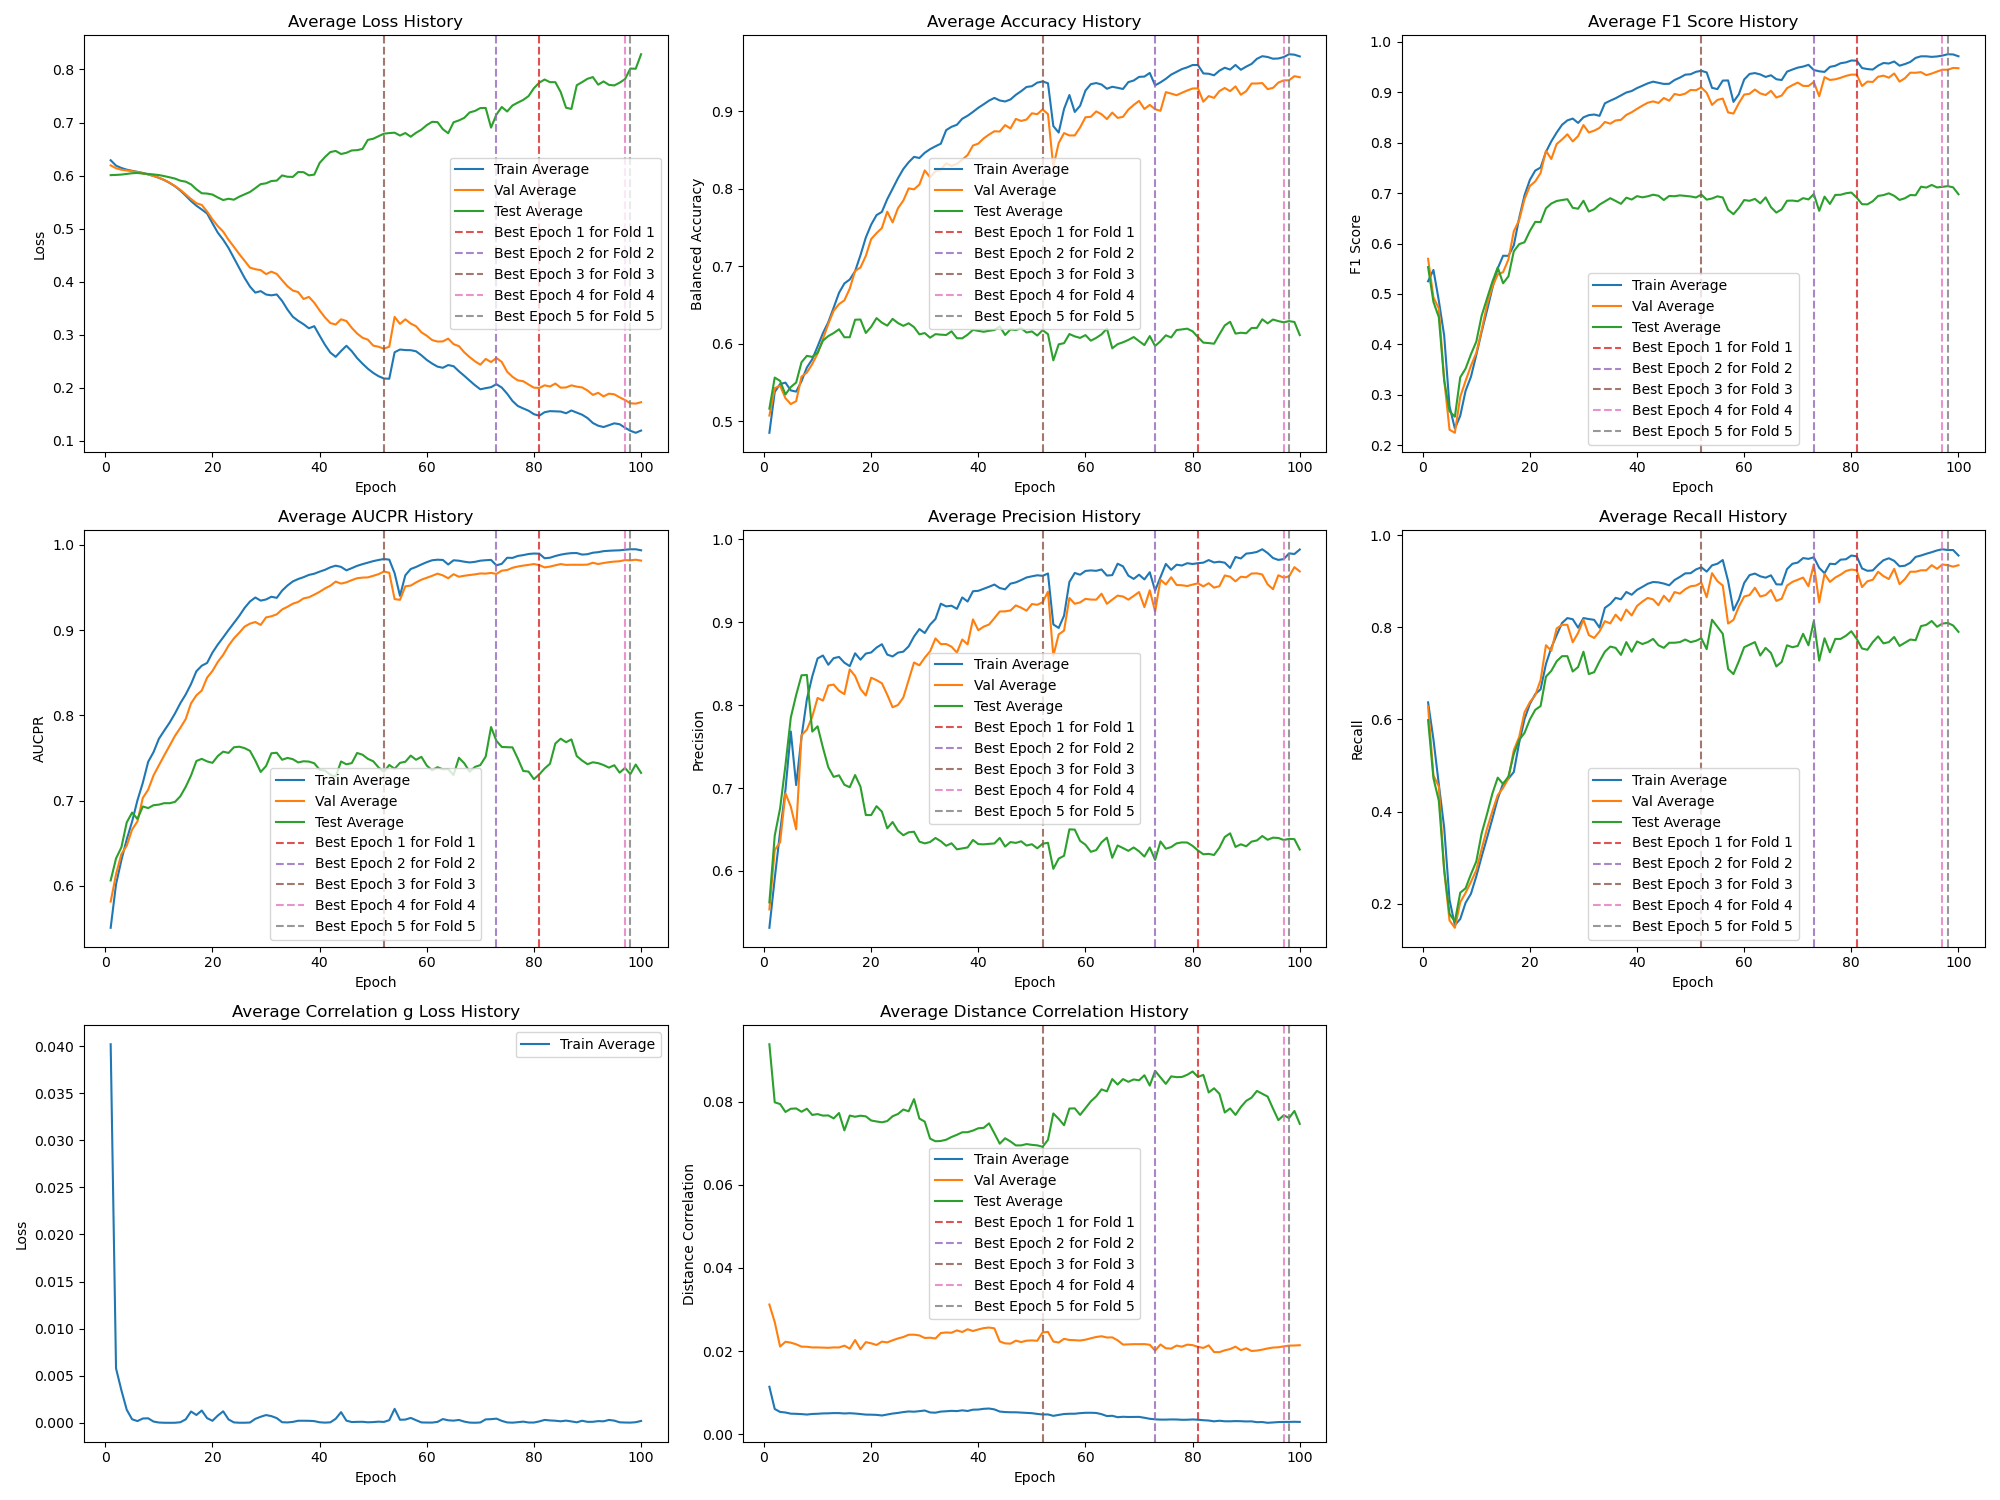 Average Loss History
Loss
0.8
0.7
0.6
0.5
0.4
0.3
0.2
0.1
Train Average
Val Average
Test Average
Best Epoch 1 for Fold 1
Best Epoch 2 for Fold 2
Best Epoch 3 for Fold 3
Best Epoch 4 for Fold 4
Best Epoch 5 for Fold 5
0 20 40 60 80 100
Epoch
Average Accuracy History
Balanced Accuracy
0.9
0.8
0.7
0.6
0.5
Train Average
Val Average
Test Average
Best Epoch 1 for Fold 1
Best Epoch 2 for Fold 2
Best Epoch 3 for Fold 3
Best Epoch 4 for Fold 4
Best Epoch 5 for Fold 5
0 20 40 60 80 100
Epoch
Average F1 Score History
F1 Score
1.0
0.9
0.8
0.7
0.6
0.5
0.4
0.3
0.2
Train Average
Val Average
Test Average
Best Epoch 1 for Fold 1
Best Epoch 2 for Fold 2
Best Epoch 3 for Fold 3
Best Epoch 4 for Fold 4
Best Epoch 5 for Fold 5
0 20 40 60 80 100
Epoch
Average AUCPR History
AUCPR
1.0
0.9
0.8
0.7
0.6
Train Average
Val Average
Test Average
Best Epoch 1 for Fold 1
Best Epoch 2 for Fold 2
Best Epoch 3 for Fold 3
Best Epoch 4 for Fold 4
Best Epoch 5 for Fold 5
0 20 40 60 80 100
Epoch
Average Precision History
Precision
1.0
0.9
0.8
0.7
0.6
Train Average
Val Average
Test Average
Best Epoch 1 for Fold 1
Best Epoch 2 for Fold 2
Best Epoch 3 for Fold 3
Best Epoch 4 for Fold 4
Best Epoch 5 for Fold 5
0 20 40 60 80 100
Epoch
Average Recall History
Recall
1.0
0.8
0.6
0.4
0.2
Train Average
Val Average
Test Average
Best Epoch 1 for Fold 1
Best Epoch 2 for Fold 2
Best Epoch 3 for Fold 3
Best Epoch 4 for Fold 4
Best Epoch 5 for Fold 5
0 20 40 60 80 100
Epoch
Average Correlation g Loss History
Loss
0.040
0.035
0.030
0.025
0.020
0.015
0.010
0.005
0.000
Train Average
0 20 40 60 80 100
Epoch
Average Distance Correlation History
Distance Correlation
0.08
0.06
0.04
0.02
0.00
Train Average
Val Average
Test Average
Best Epoch 1 for Fold 1
Best Epoch 2 for Fold 2
Best Epoch 3 for Fold 3
Best Epoch 4 for Fold 4
Best Epoch 5 for Fold 5
0 20 40 60 80 100
Epoch